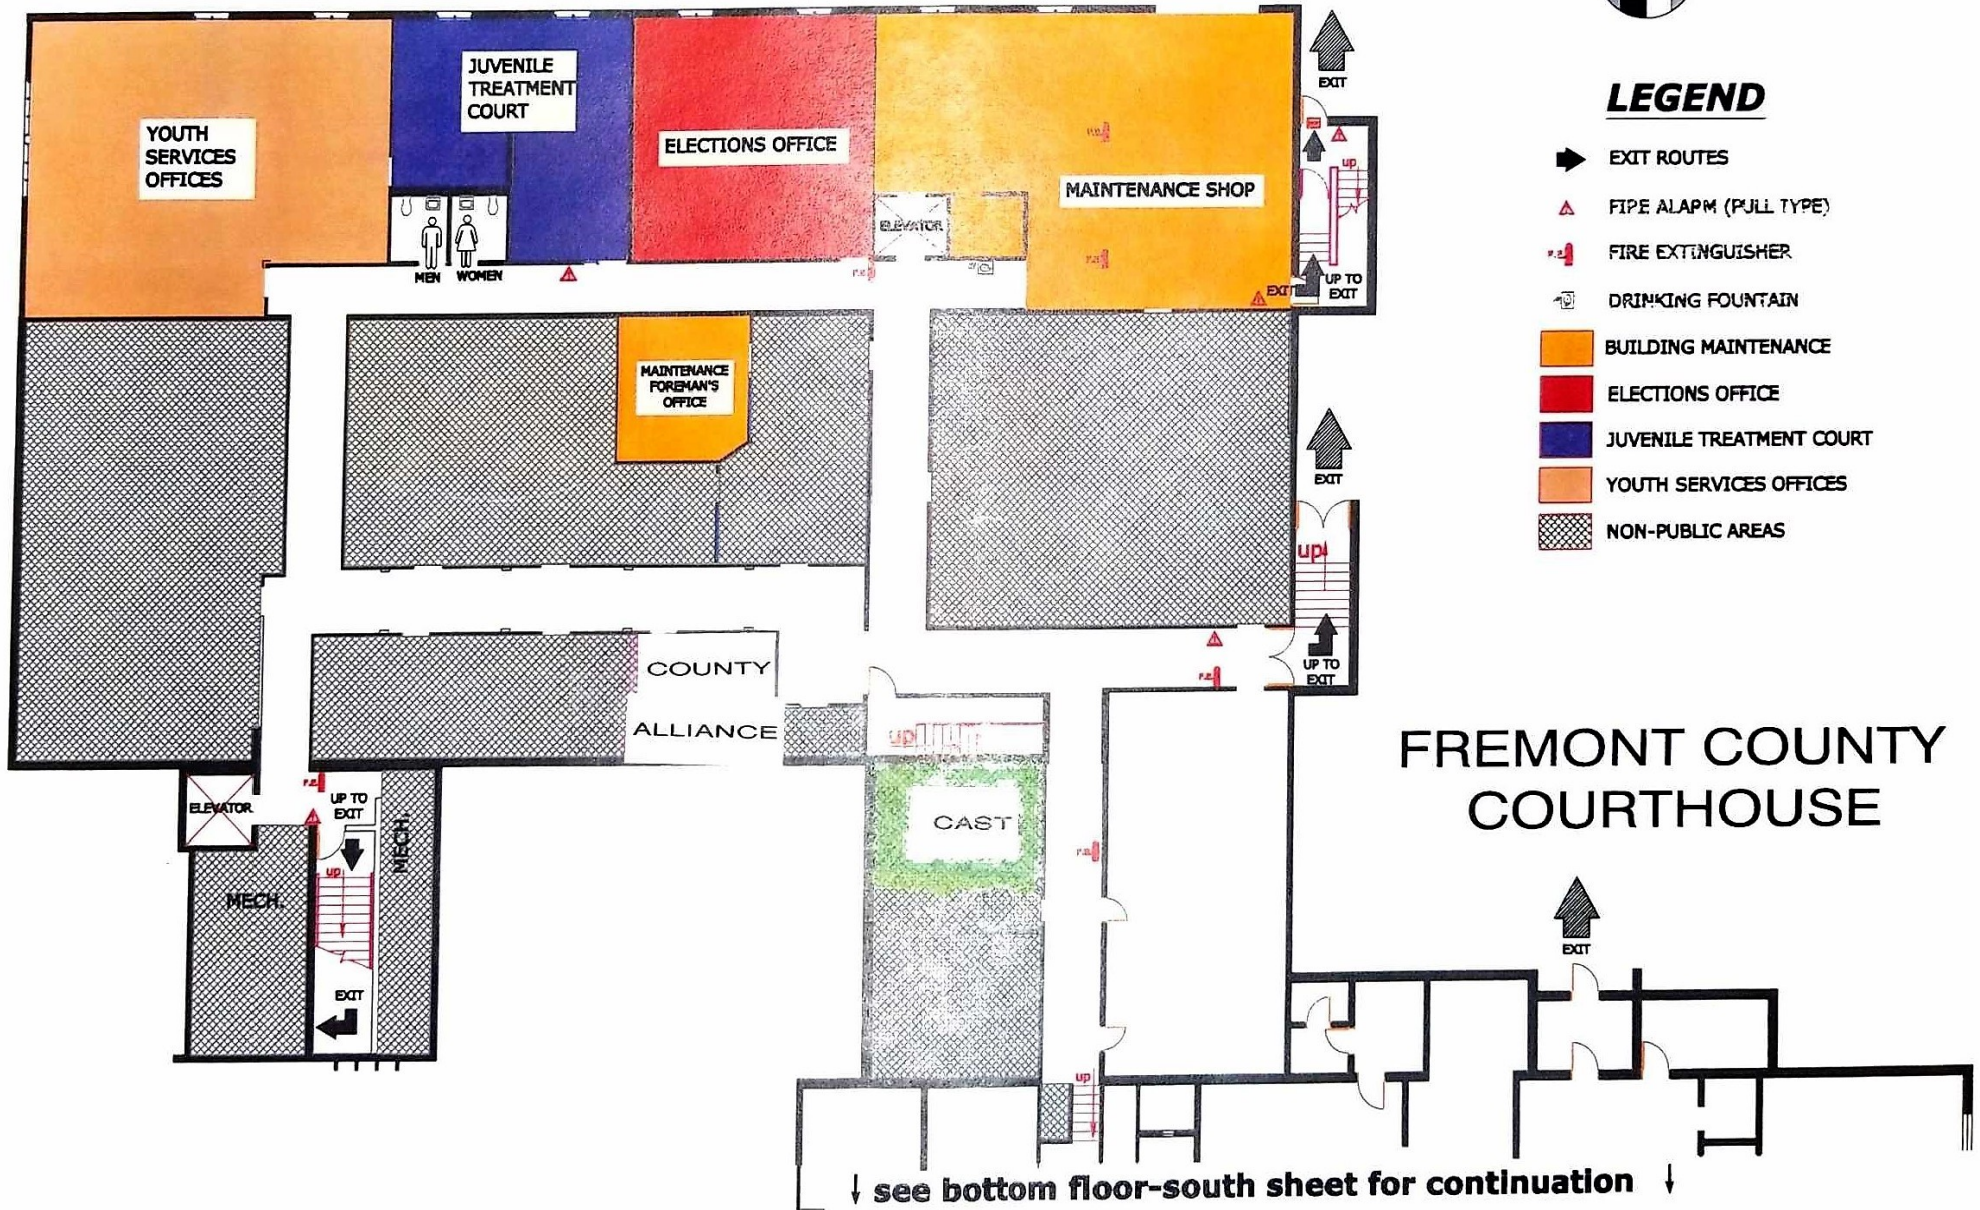 YOUTH
SERVICES
OFFICES
JUVENILE
TREATMENT
COURT
ELECTIONS OFFICE
MAINTENANCE SHOP
ELEVATOR
MEN
WOMEN
F.E.
F.E.
F.E.
EXIT
up
EXIT
UP TO
EXIT
MAINTENANCE
FOREMAN'S
OFFICE
EXIT
up
UP TO
EXIT
F.E.
COUNTY
ALLIANCE
up
CAST
F.E.
ELEVATOR
F.E.
UP TO
EXIT
MECH.
up
MECH.
EXIT
up
EXIT
LEGEND
EXIT ROUTES
FIRE ALARM (PULL TYPE)
F.E.
FIRE EXTINGUISHER
DRINKING FOUNTAIN
BUILDING MAINTENANCE
ELECTIONS OFFICE
JUVENILE TREATMENT COURT
YOUTH SERVICES OFFICES
NON-PUBLIC AREAS
FREMONT COUNTY
COURTHOUSE
↓ see bottom floor-south sheet for continuation ↓